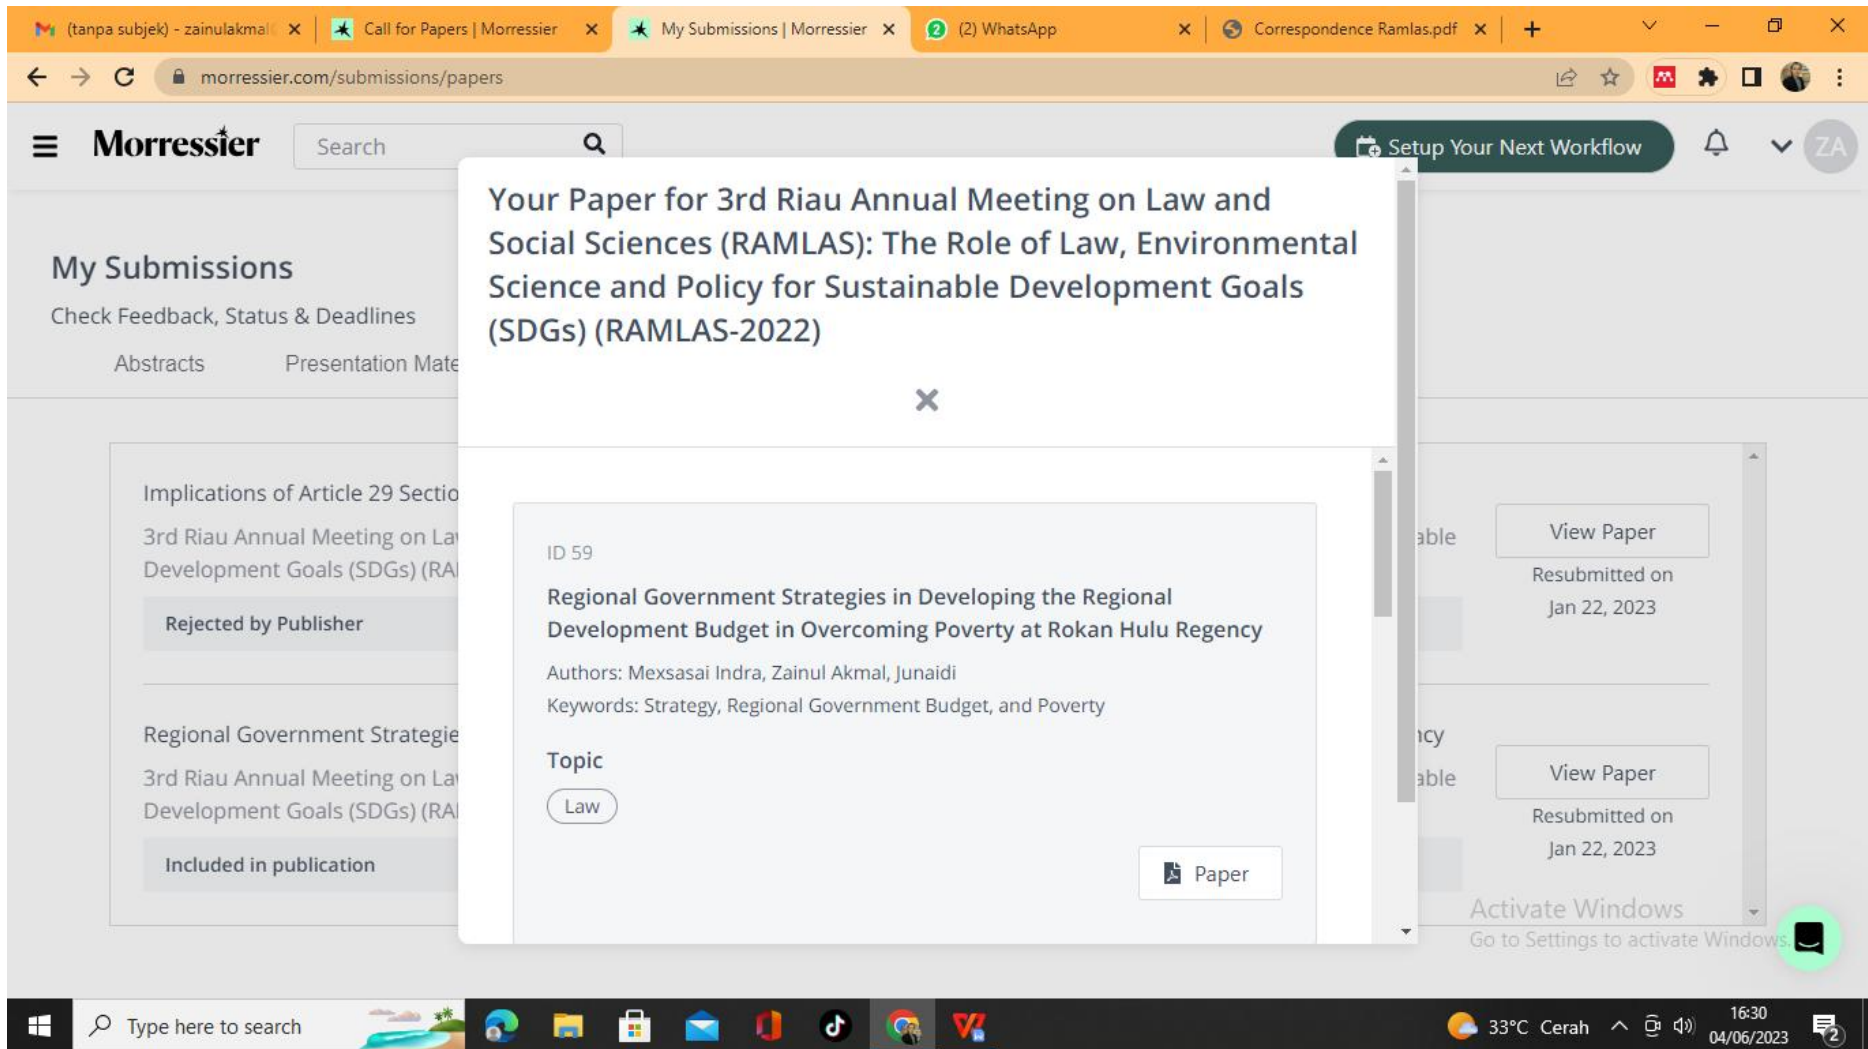 (tanpa subjek) - zainulakmal
Call for Papers | Morressier
My Submissions | Morressier
2
(2) WhatsApp
Correspondence Ramlas.pdf
morressier.com/submissions/papers
Morressier
Search
Setup Your Next Workflow
ZA
My Submissions
Check Feedback, Status & Deadlines
Abstracts
Presentation Mate
Your Paper for 3rd Riau Annual Meeting on Law and
Social Sciences (RAMLAS): The Role of Law, Environmental
Science and Policy for Sustainable Development Goals
(SDGs) (RAMLAS-2022)
Implications of Article 29 Sectio
3rd Riau Annual Meeting on La
Development Goals (SDGs) (RA
Rejected by Publisher
able
View Paper
Resubmitted on
Jan 22, 2023
ID 59
Regional Government Strategies in Developing the Regional
Development Budget in Overcoming Poverty at Rokan Hulu Regency
Authors: Mexsasai Indra, Zainul Akmal, Junaidi
Keywords: Strategy, Regional Government Budget, and Poverty
Topic
Law
Paper
Regional Government Strategie
3rd Riau Annual Meeting on La
Development Goals (SDGs) (RA
Included in publication
ncy
able
View Paper
Resubmitted on
Jan 22, 2023
Activate Windows
Go to Settings to activate Windows.
Type here to search
33°C Cerah
16:30
04/06/2023
2